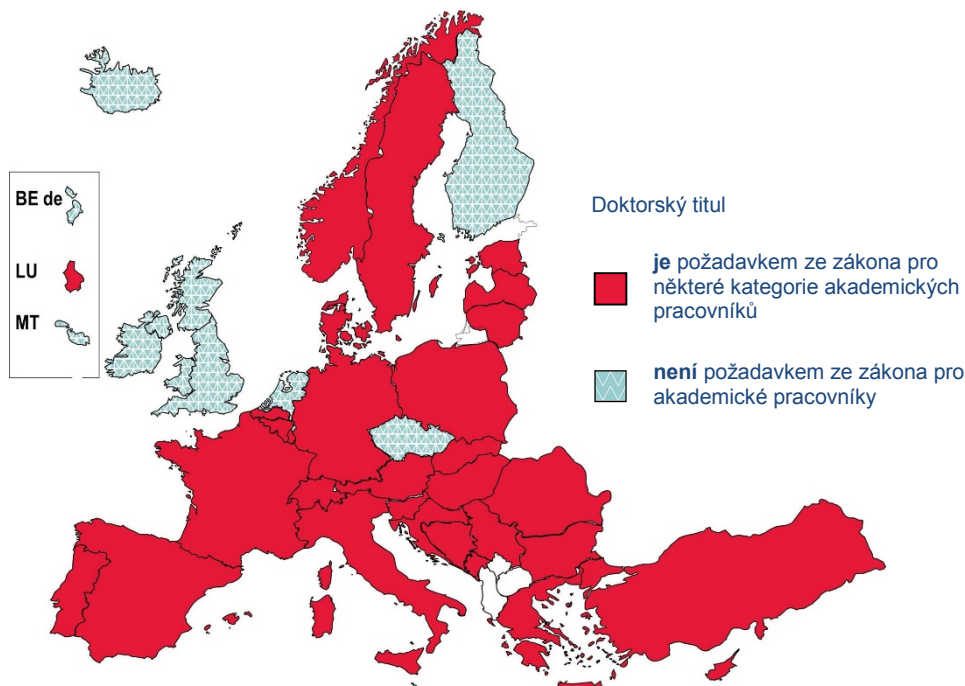 BE de
LU
MT
Doktorský titul
je požadavkem ze zákona pro
některé kategorie akademických
pracovníků
není požadavkem ze zákona pro
akademické pracovníky